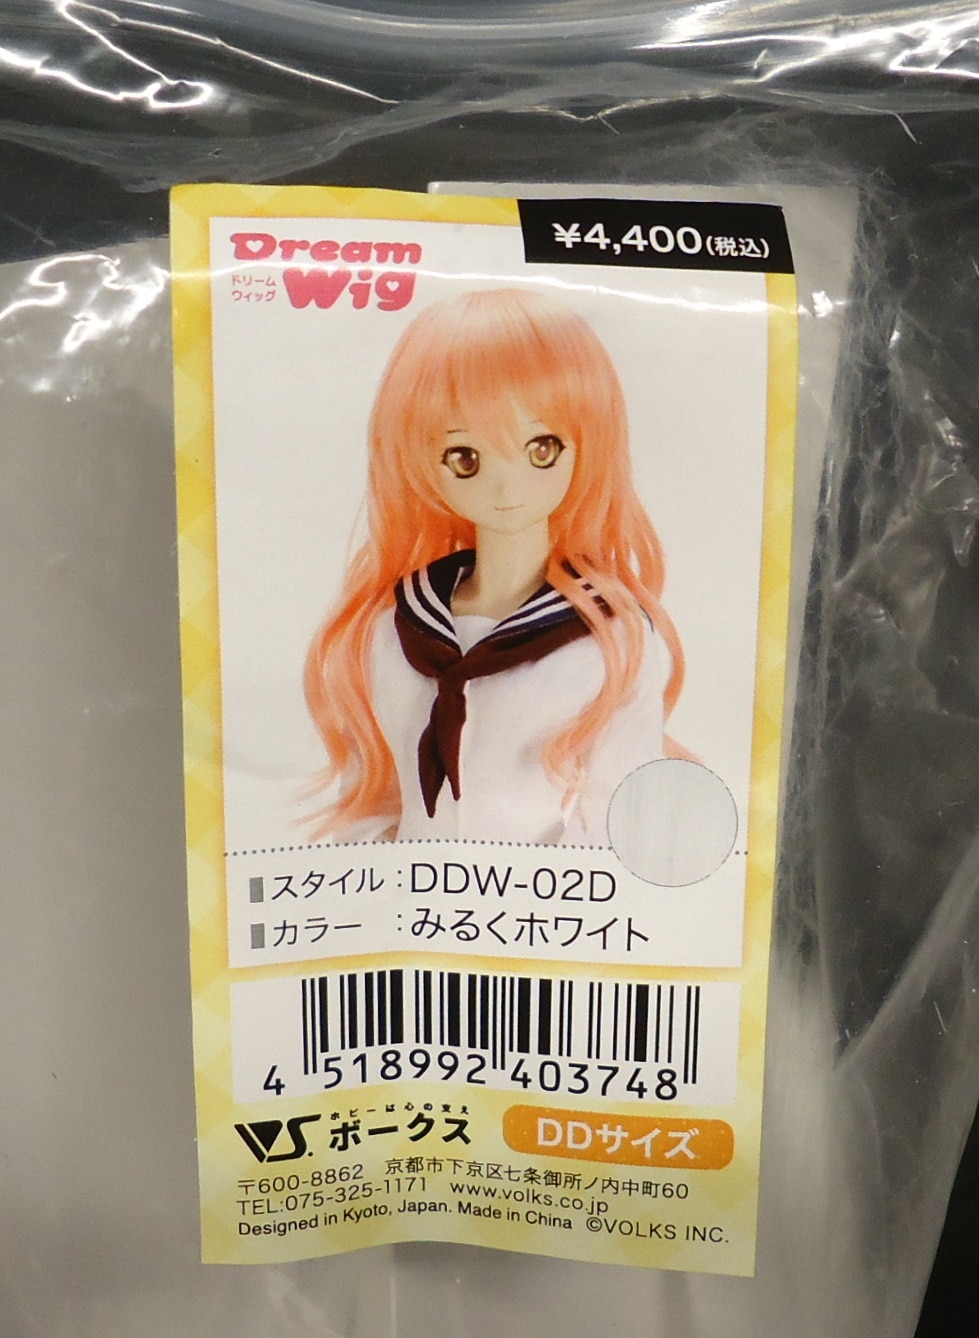 ¥4,400(税込)
Dream
Wig
ドリーム
ウィッグ
スタイル:DDW-02D
カラー:みるくホワイト
4 518992 403748
ホビーは心の支え
VS.ボークス
DDサイズ
〒600-8862 京都市下京区七条御所ノ内中町60
TEL:075-325-1171 www.volks.co.jp
Designed in Kyoto, Japan. Made in China ©VOLKS INC.